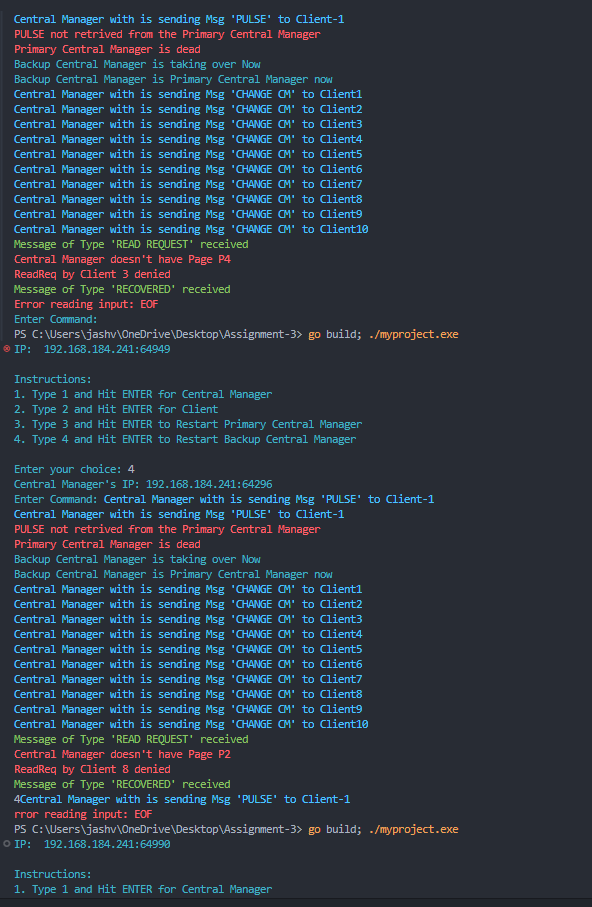 Central Manager with is sending Msg 'PULSE' to Client-1
PULSE not retrived from the Primary Central Manager
Primary Central Manager is dead
Backup Central Manager is taking over Now
Backup Central Manager is Primary Central Manager now
Central Manager with is sending Msg 'CHANGE CM' to Client1
Central Manager with is sending Msg 'CHANGE CM' to Client2
Central Manager with is sending Msg 'CHANGE CM' to Client3
Central Manager with is sending Msg 'CHANGE CM' to Client4
Central Manager with is sending Msg 'CHANGE CM' to Client5
Central Manager with is sending Msg 'CHANGE CM' to Client6
Central Manager with is sending Msg 'CHANGE CM' to Client7
Central Manager with is sending Msg 'CHANGE CM' to Client8
Central Manager with is sending Msg 'CHANGE CM' to Client9
Central Manager with is sending Msg 'CHANGE CM' to Client10
Message of Type 'READ REQUEST' received
Central Manager doesn't have Page P4
ReadReq by Client 3 denied
Message of Type 'RECOVERED' received
Error reading input: EOF
Enter Command:
PS C:\Users\jashv\OneDrive\Desktop\Assignment-3> go build; ./myproject.exe
IP:  192.168.184.241:64949
Instructions:
1. Type 1 and Hit ENTER for Central Manager
2. Type 2 and Hit ENTER for Client
3. Type 3 and Hit ENTER to Restart Primary Central Manager
4. Type 4 and Hit ENTER to Restart Backup Central Manager
Enter your choice: 4
Central Manager's IP: 192.168.184.241:64296
Enter Command: Central Manager with is sending Msg 'PULSE' to Client-1
Central Manager with is sending Msg 'PULSE' to Client-1
PULSE not retrived from the Primary Central Manager
Primary Central Manager is dead
Backup Central Manager is taking over Now
Backup Central Manager is Primary Central Manager now
Central Manager with is sending Msg 'CHANGE CM' to Client1
Central Manager with is sending Msg 'CHANGE CM' to Client2
Central Manager with is sending Msg 'CHANGE CM' to Client3
Central Manager with is sending Msg 'CHANGE CM' to Client4
Central Manager with is sending Msg 'CHANGE CM' to Client5
Central Manager with is sending Msg 'CHANGE CM' to Client6
Central Manager with is sending Msg 'CHANGE CM' to Client7
Central Manager with is sending Msg 'CHANGE CM' to Client8
Central Manager with is sending Msg 'CHANGE CM' to Client9
Central Manager with is sending Msg 'CHANGE CM' to Client10
Message of Type 'READ REQUEST' received
Central Manager doesn't have Page P2
ReadReq by Client 8 denied
Message of Type 'RECOVERED' received
4Central Manager with is sending Msg 'PULSE' to Client-1
rror reading input: EOF
PS C:\Users\jashv\OneDrive\Desktop\Assignment-3> go build; ./myproject.exe
IP:  192.168.184.241:64990
Instructions:
1. Type 1 and Hit ENTER for Central Manager